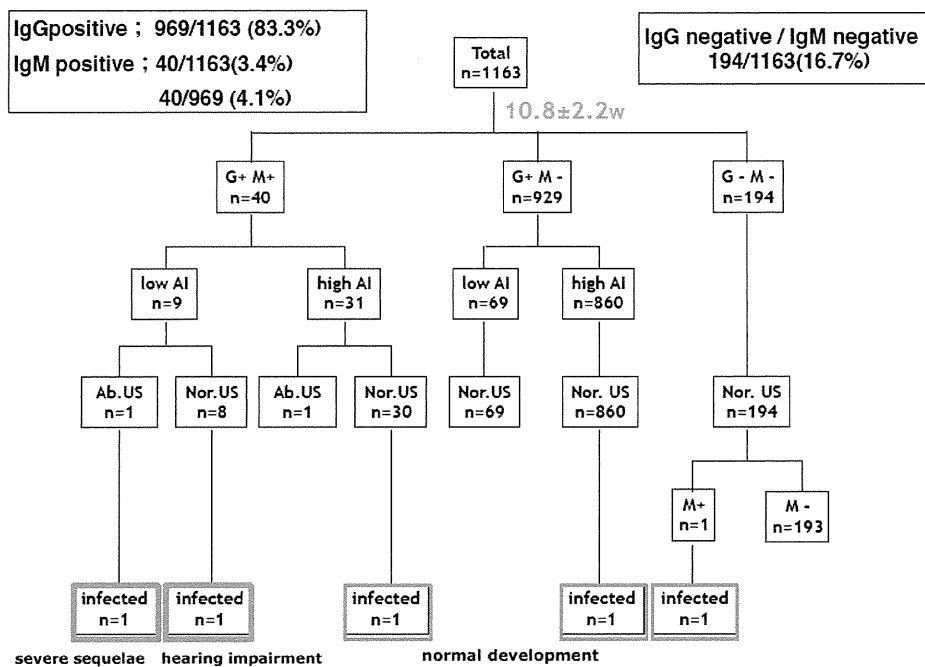 IgGpositive ; 969/1163 (83.3%)
IgM positive ; 40/1163(3.4%)
40/969 (4.1%)
IgG negative / IgM negative
194/1163(16.7%)
Total
n=1163
10.8±2.2w
G+ M+
n=40
G+ M -
n=929
G - M -
n=194
low AI
n=9
high AI
n=31
low AI
n=69
high AI
n=860
Ab.US
n=1
Nor.US
n=8
Ab.US
n=1
Nor.US
n=30
Nor.US
n=69
Nor. US
n=860
Nor. US
n=194
M+
n=1
M -
n=193
infected
n=1
infected
n=1
infected
n=1
infected
n=1
infected
n=1
severe sequelae
hearing impairment
normal development